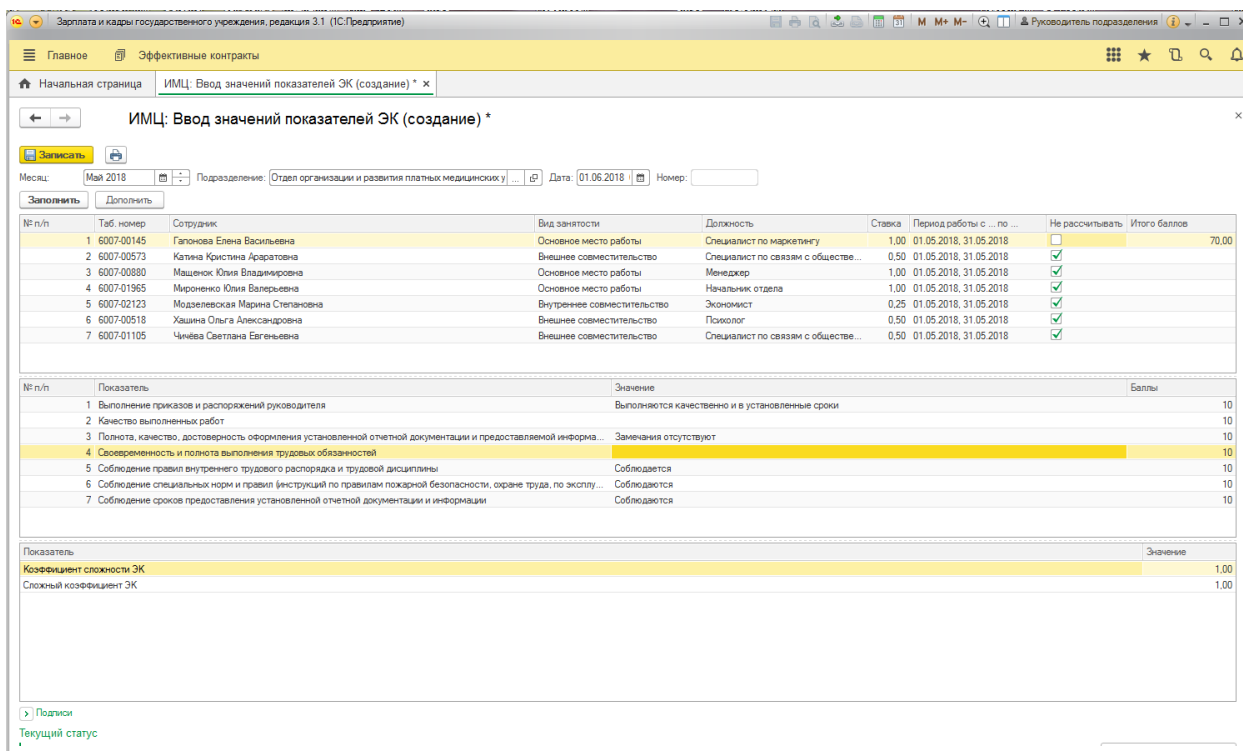 Зарплата и кадры государственного учреждения, редакция 3.1 (1С:Предприятие) M M+ M- Руководитель подразделения
Главное Эффективные контракты
Начальная страница ИМЦ: Ввод значений показателей ЭК (создание) * ×
ИМЦ: Ввод значений показателей ЭК (создание) *
Записать
Месяц: Май 2018 Подразделение: Отдел организации и развития платных медицинских у ... Дата: 01.06.2018 Номер:
Заполнить Дополнить
№ п/п Таб. номер Сотрудник Вид занятости Должность Ставка Период работы с ... по ... Не рассчитывать Итого баллов
1 6007-00145 Гапонова Елена Васильевна Основное место работы Специалист по маркетингу 1,00 01.05.2018, 31.05.2018 70,00
2 6007-00573 Катина Кристина Араратовна Внешнее совместительство Специалист по связям с обществе... 0,50 01.05.2018, 31.05.2018
3 6007-00880 Мащенок Юлия Владимировна Основное место работы Менеджер 1,00 01.05.2018, 31.05.2018
4 6007-01965 Мироненко Юлия Валерьевна Основное место работы Начальник отдела 1,00 01.05.2018, 31.05.2018
5 6007-02123 Модзелевская Марина Степановна Внутреннее совместительство Экономист 0,25 01.05.2018, 31.05.2018
6 6007-00518 Хашина Ольга Александровна Внешнее совместительство Психолог 0,50 01.05.2018, 31.05.2018
7 6007-01105 Чичёва Светлана Евгеньевна Внешнее совместительство Специалист по связям с обществе... 0,50 01.05.2018, 31.05.2018
№ п/п Показатель Значение Баллы
1 Выполнение приказов и распоряжений руководителя Выполняются качественно и в установленные сроки 10
2 Качество выполненных работ 10
3 Полнота, качество, достоверность оформления установленной отчетной документации и предоставляемой информа... Замечания отсутствуют 10
4 Своевременность и полнота выполнения трудовых обязанностей 10
5 Соблюдение правил внутреннего трудового распорядка и трудовой дисциплины Соблюдается 10
6 Соблюдение специальных норм и правил (инструкций по правилам пожарной безопасности, охране труда, по эксплу... Соблюдаются 10
7 Соблюдение сроков предоставления установленной отчетной документации и информации Соблюдаются 10
Показатель Значение
Коэффициент сложности ЭК 1,00
Сложный коэффициент ЭК 1,00
Подписи
Текущий статус